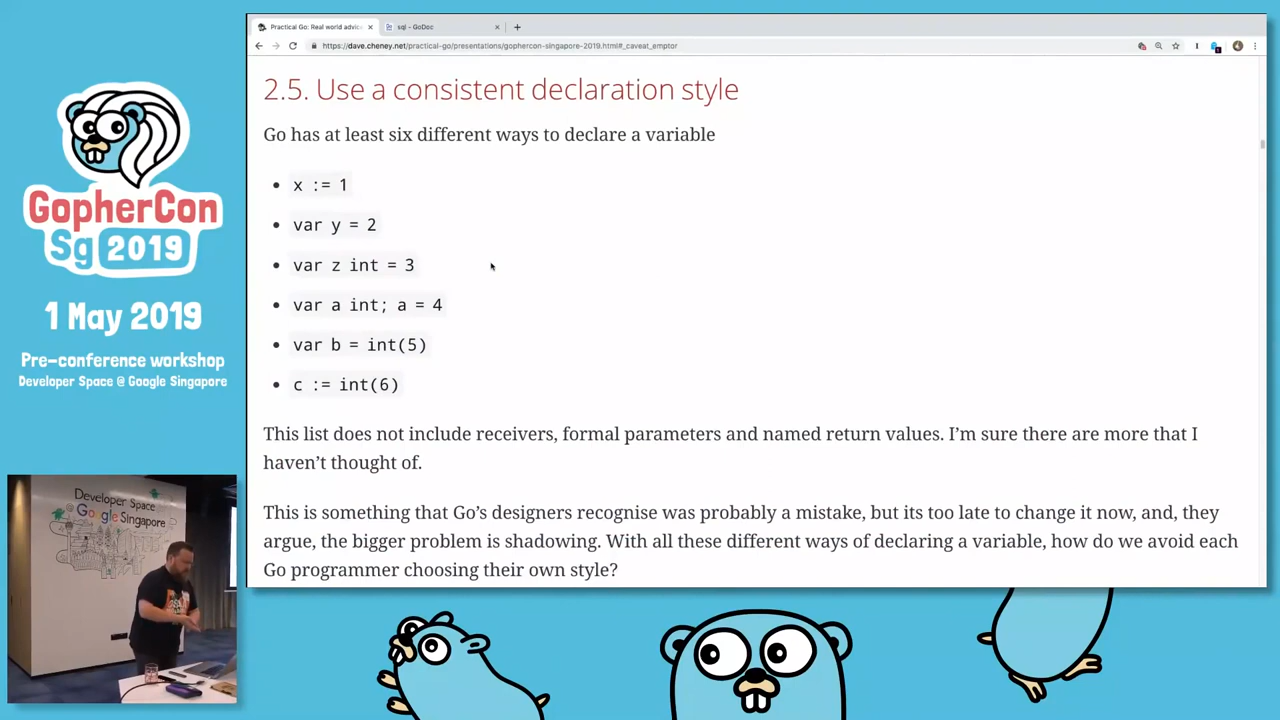 Practical Go: Real world advic
sql - GoDoc
https://dave.cheney.net/practical-go/presentations/gophercon-singapore-2019.html#_caveat_emptor
2.5. Use a consistent declaration style
Go has at least six different ways to declare a variable
x := 1
var y = 2
var z int = 3
var a int; a = 4
var b = int(5)
c := int(6)
This list does not include receivers, formal parameters and named return values. I’m sure there are more that I
haven’t thought of.
This is something that Go’s designers recognise was probably a mistake, but its too late to change it now, and, they
argue, the bigger problem is shadowing. With all these different ways of declaring a variable, how do we avoid each
Go programmer choosing their own style?
GopherCon
Sg 2019
1 May 2019
Pre-conference workshop
Developer Space @ Google Singapore
Developer Space
@ Google Singapore